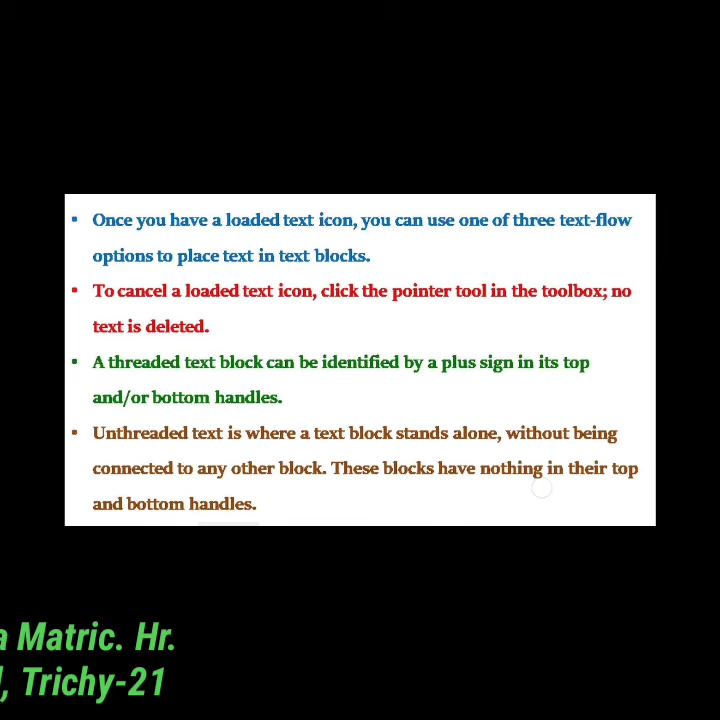 • Once you have a loaded text icon, you can use one of three text-flow
options to place text in text blocks.
• To cancel a loaded text icon, click the pointer tool in the toolbox; no
text is deleted.
• A threaded text block can be identified by a plus sign in its top
and/or bottom handles.
• Unthreaded text is where a text block stands alone, without being
connected to any other block. These blocks have nothing in their top
and bottom handles.
Matric. Hr.
, Trichy-21